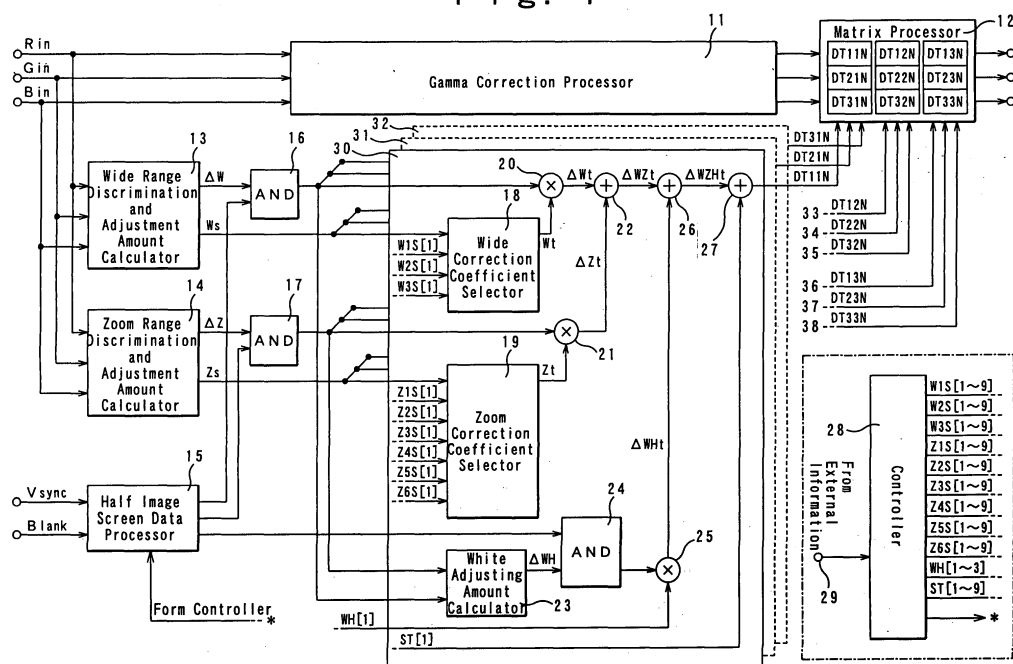 Fig. 1
Rin
Gin
Bin
11
Gamma Correction Processor
12
Matrix Processor
DT11N DT12N DT13N
DT21N DT22N DT23N
DT31N DT32N DT33N
32
31
30
DT31N
DT21N
DT11N
13
Wide Range
Discrimination
and
Adjustment
Amount
Calculator
ΔW
Ws
16
AND
20
×
ΔWt
+
22
ΔWZt
+
26
ΔWZHt
+
27
18
Wide
Correction
Coefficient
Selector
W1S[1]
W2S[1]
W3S[1]
Wt
ΔZt
33 DT12N
34 DT22N
35 DT32N
36 DT13N
37 DT23N
38 DT33N
14
Zoom Range
Discrimination
and
Adjustment
Amount
Calculator
ΔZ
Zs
17
AND
×
21
19
Zoom
Correction
Coefficient
Selector
Z1S[1]
Z2S[1]
Z3S[1]
Z4S[1]
Z5S[1]
Z6S[1]
Zt
ΔWHt
15
Vsync
Blank
Half Image
Screen Data
Processor
Form Controller *
24
AND
25
×
White
Adjusting
Amount
Calculator
23
ΔWH
WH[1]
ST[1]
28
Controller
From
External
Information
29
W1S[1~9]
W2S[1~9]
W3S[1~9]
Z1S[1~9]
Z2S[1~9]
Z3S[1~9]
Z4S[1~9]
Z5S[1~9]
Z6S[1~9]
WH[1~3]
ST[1~9]
*